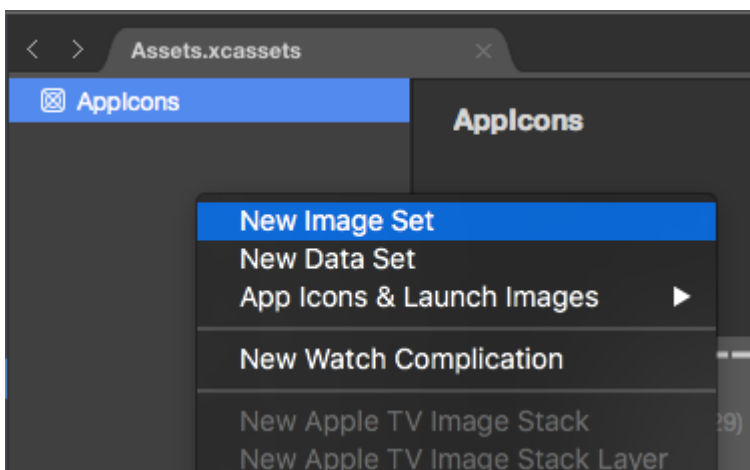 Assets.xcassets
AppIcons
AppIcons
New Image Set
New Data Set
App Icons & Launch Images
New Watch Complication
New Apple TV Image Stack
29)
New Apple TV Image Stack Layer